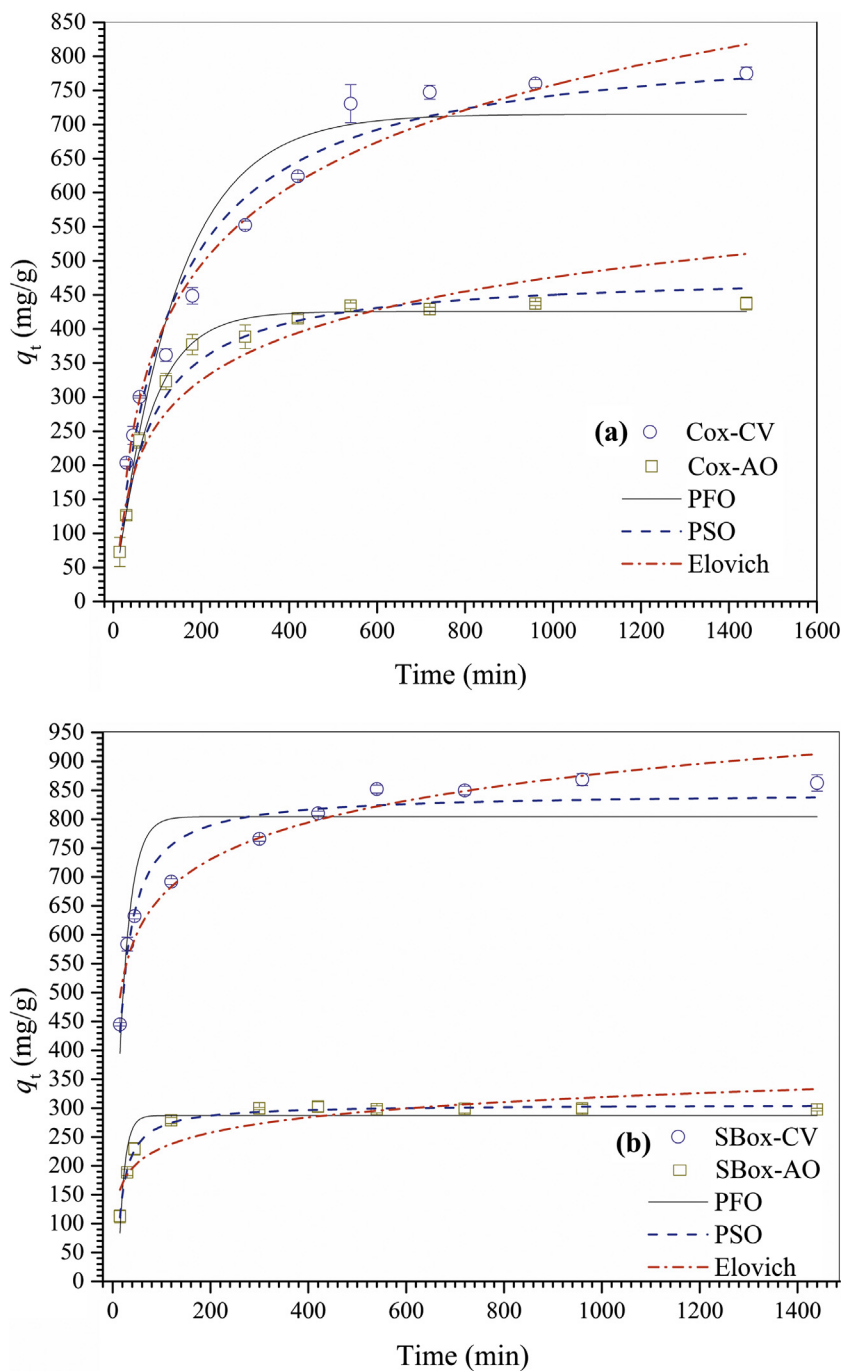 850
800
750
700
650
600
550
500
450
400
350
300
250
200
150
100
50
0
qt (mg/g)
(a)
Cox-CV
Cox-AO
PFO
PSO
Elovich
0 200 400 600 800 1000 1200 1400 1600
Time (min)
950
900
850
800
750
700
650
600
550
500
450
400
350
300
250
200
150
100
50
0
qt (mg/g)
(b)
SBox-CV
SBox-AO
PFO
PSO
Elovich
0 200 400 600 800 1000 1200 1400
Time (min)